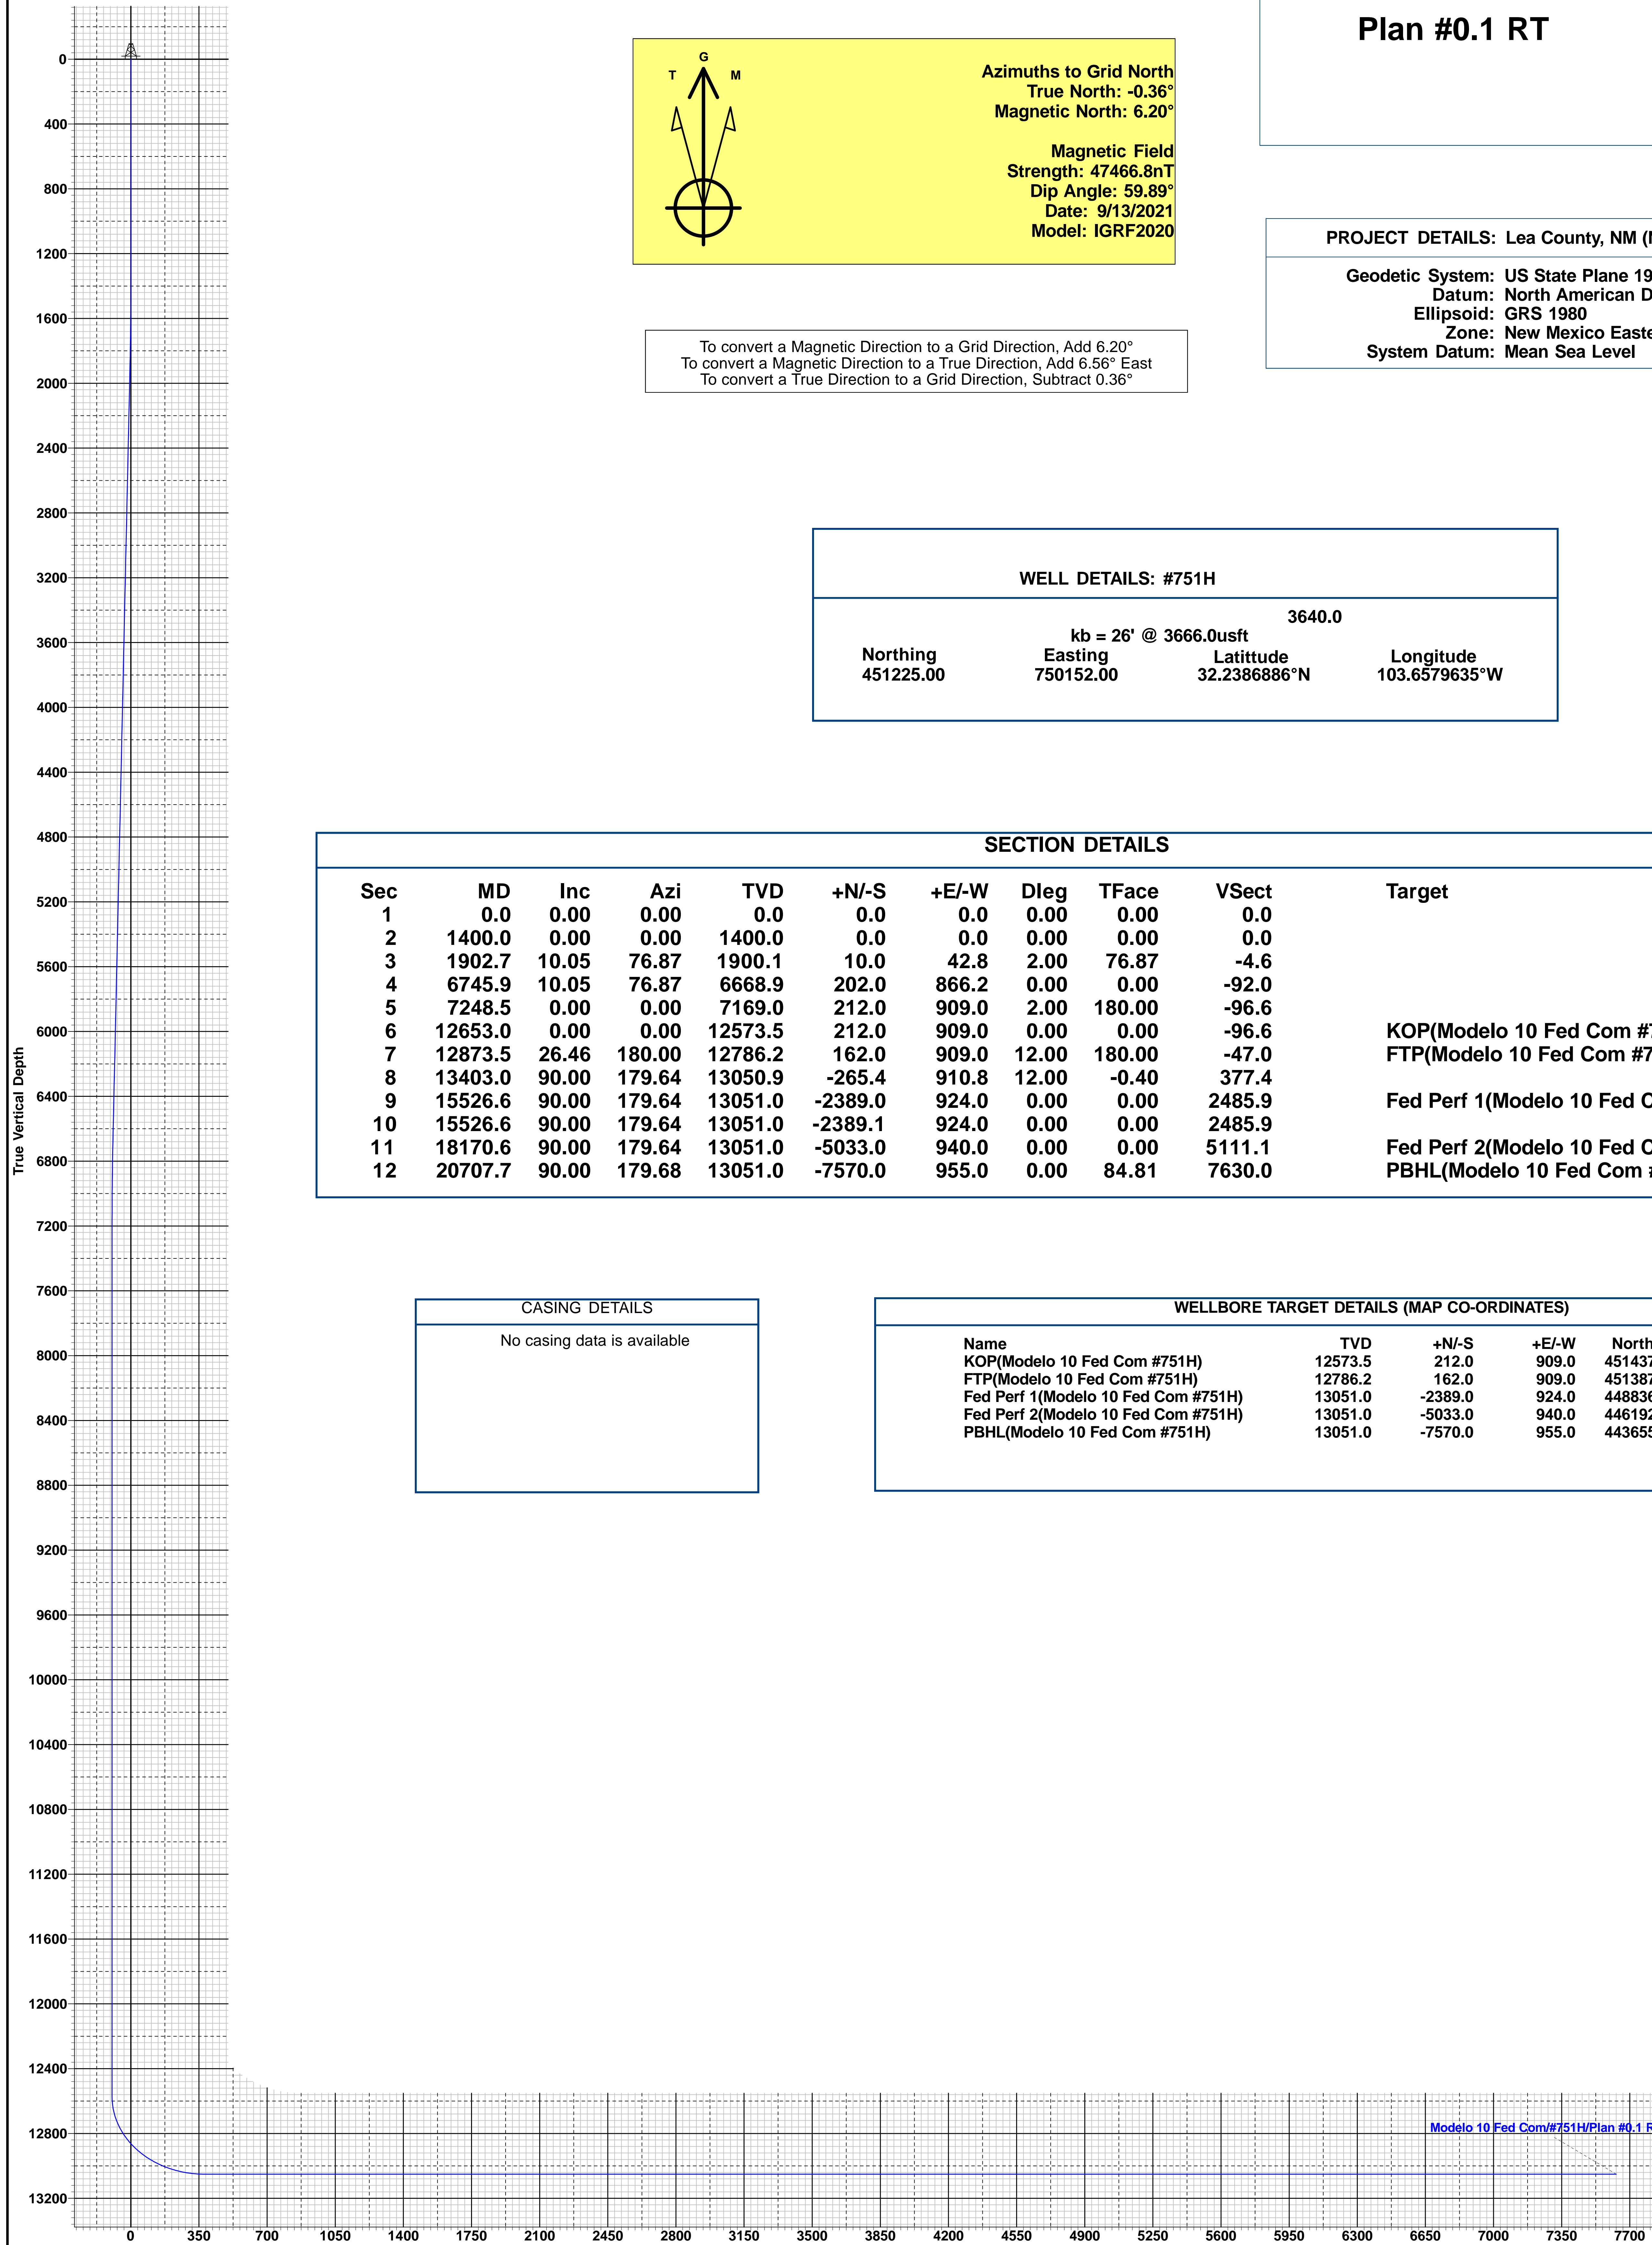 Plan #0.1 RT
G
T M
Azimuths to Grid North
True North: -0.36°
Magnetic North: 6.20°
Magnetic Field
Strength: 47466.8nT
Dip Angle: 59.89°
Date: 9/13/2021
Model: IGRF2020
PROJECT DETAILS: Lea County, NM (
Geodetic System: US State Plane 19
Datum: North American D
Ellipsoid: GRS 1980
Zone: New Mexico Easte
System Datum: Mean Sea Level
To convert a Magnetic Direction to a Grid Direction, Add 6.20°
To convert a Magnetic Direction to a True Direction, Add 6.56° East
To convert a True Direction to a Grid Direction, Subtract 0.36°
WELL DETAILS: #751H
3640.0
kb = 26' @ 3666.0usft
Northing Easting Latittude Longitude
451225.00 750152.00 32.2386886°N 103.6579635°W
SECTION DETAILS
Sec MD Inc Azi TVD +N/-S +E/-W Dleg TFace VSect Target
1 0.0 0.00 0.00 0.0 0.0 0.0 0.00 0.00 0.0
2 1400.0 0.00 0.00 1400.0 0.0 0.0 0.00 0.00 0.0
3 1902.7 10.05 76.87 1900.1 10.0 42.8 2.00 76.87 -4.6
4 6745.9 10.05 76.87 6668.9 202.0 866.2 0.00 0.00 -92.0
5 7248.5 0.00 0.00 7169.0 212.0 909.0 2.00 180.00 -96.6
6 12653.0 0.00 0.00 12573.5 212.0 909.0 0.00 0.00 -96.6 KOP(Modelo 10 Fed Com #7
7 12873.5 26.46 180.00 12786.2 162.0 909.0 12.00 180.00 -47.0 FTP(Modelo 10 Fed Com #7
8 13403.0 90.00 179.64 13050.9 -265.4 910.8 12.00 -0.40 377.4
9 15526.6 90.00 179.64 13051.0 -2389.0 924.0 0.00 0.00 2485.9 Fed Perf 1(Modelo 10 Fed C
10 15526.6 90.00 179.64 13051.0 -2389.1 924.0 0.00 0.00 2485.9
11 18170.6 90.00 179.64 13051.0 -5033.0 940.0 0.00 0.00 5111.1 Fed Perf 2(Modelo 10 Fed C
12 20707.7 90.00 179.68 13051.0 -7570.0 955.0 0.00 84.81 7630.0 PBHL(Modelo 10 Fed Com #
CASING DETAILS
No casing data is available
WELLBORE TARGET DETAILS (MAP CO-ORDINATES)
Name TVD +N/-S +E/-W North
KOP(Modelo 10 Fed Com #751H) 12573.5 212.0 909.0 451437
FTP(Modelo 10 Fed Com #751H) 12786.2 162.0 909.0 451387
Fed Perf 1(Modelo 10 Fed Com #751H) 13051.0 -2389.0 924.0 448836
Fed Perf 2(Modelo 10 Fed Com #751H) 13051.0 -5033.0 940.0 446192
PBHL(Modelo 10 Fed Com #751H) 13051.0 -7570.0 955.0 443655
True Vertical Depth
0
400
800
1200
1600
2000
2400
2800
3200
3600
4000
4400
4800
5200
5600
6000
6400
6800
7200
7600
8000
8400
8800
9200
9600
10000
10400
10800
11200
11600
12000
12400
12800
13200
Modelo 10 Fed Com/#751H/Plan #0.1 R
0 350 700 1050 1400 1750 2100 2450 2800 3150 3500 3850 4200 4550 4900 5250 5600 5950 6300 6650 7000 7350 7700